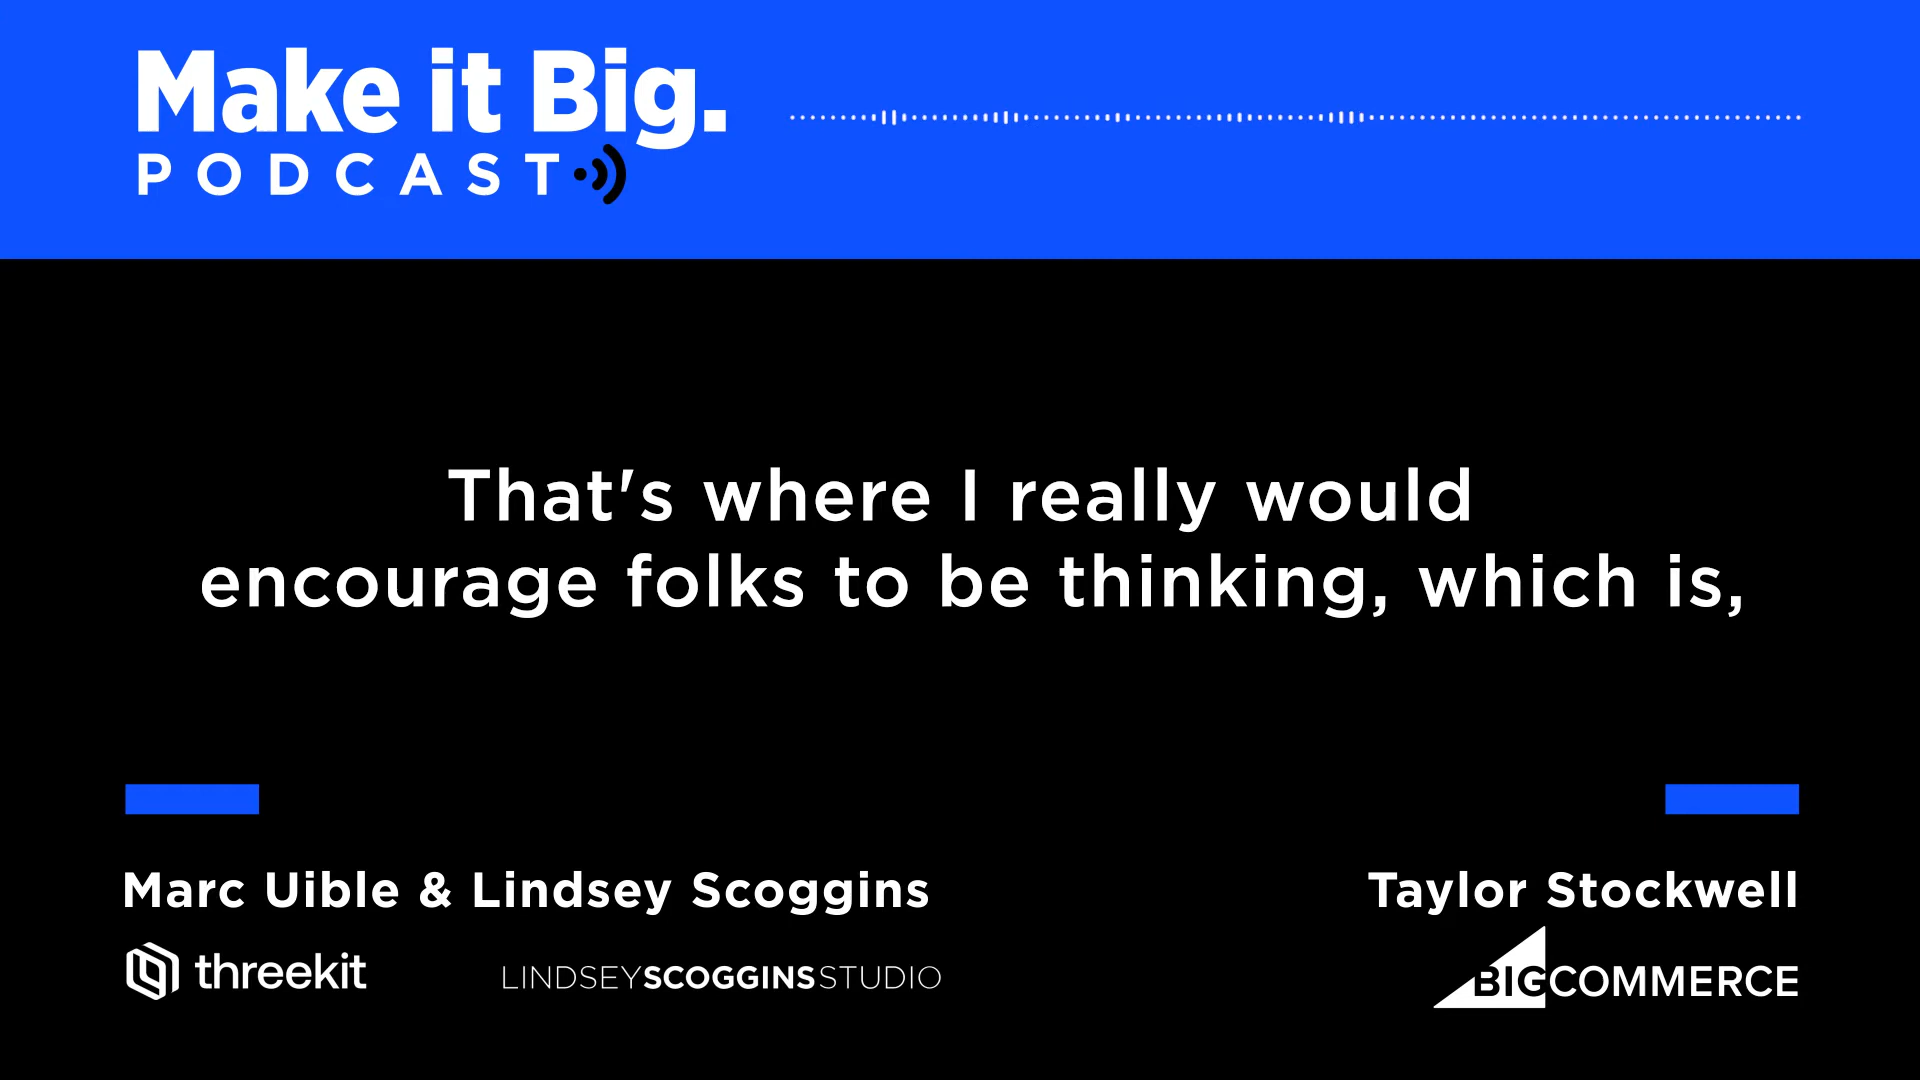 Make it Big.
PODCAST
That's where I really would
encourage folks to be thinking, which is,
Marc Uible & Lindsey Scoggins
Taylor Stockwell
threekit
LINDSEYSCOGGINSSTUDIO
BIGCOMMERCE